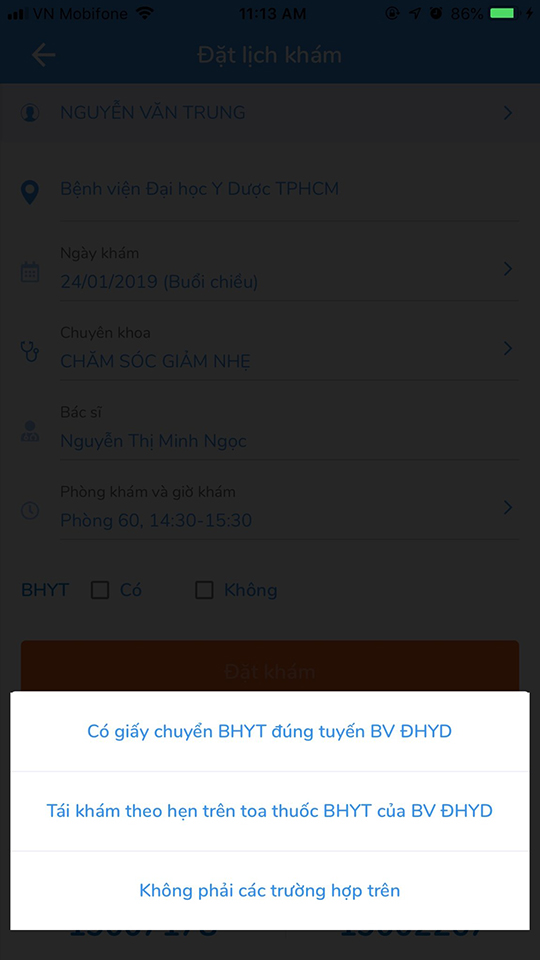 VN Mobifone 11:13 AM 86%
Đặt lịch khám
NGUYỄN VĂN TRUNG
Bệnh viện Đại học Y Dược TPHCM
Ngày khám
24/01/2019 (Buổi chiều)
Chuyên khoa
CHĂM SÓC GIẢM NHẸ
Bác sĩ
Nguyễn Thị Minh Ngọc
Phòng khám và giờ khám
Phòng 60, 14:30-15:30
BHYT Có Không
Đặt khám
Có giấy chuyển BHYT đúng tuyến BV ĐHYD
Tái khám theo hẹn trên toa thuốc BHYT của BV ĐHYD
Không phải các trường hợp trên